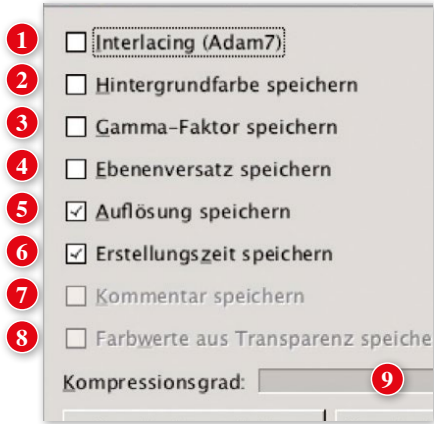 1 Interlacing (Adam7)
2 Hintergrundfarbe speichern
3 Gamma-Faktor speichern
4 Ebenenversatz speichern
5 Auflösung speichern
6 Erstellungszeit speichern
7 Kommentar speichern
8 Farbwerte aus Transparenz speiche
Kompressionsgrad: 9